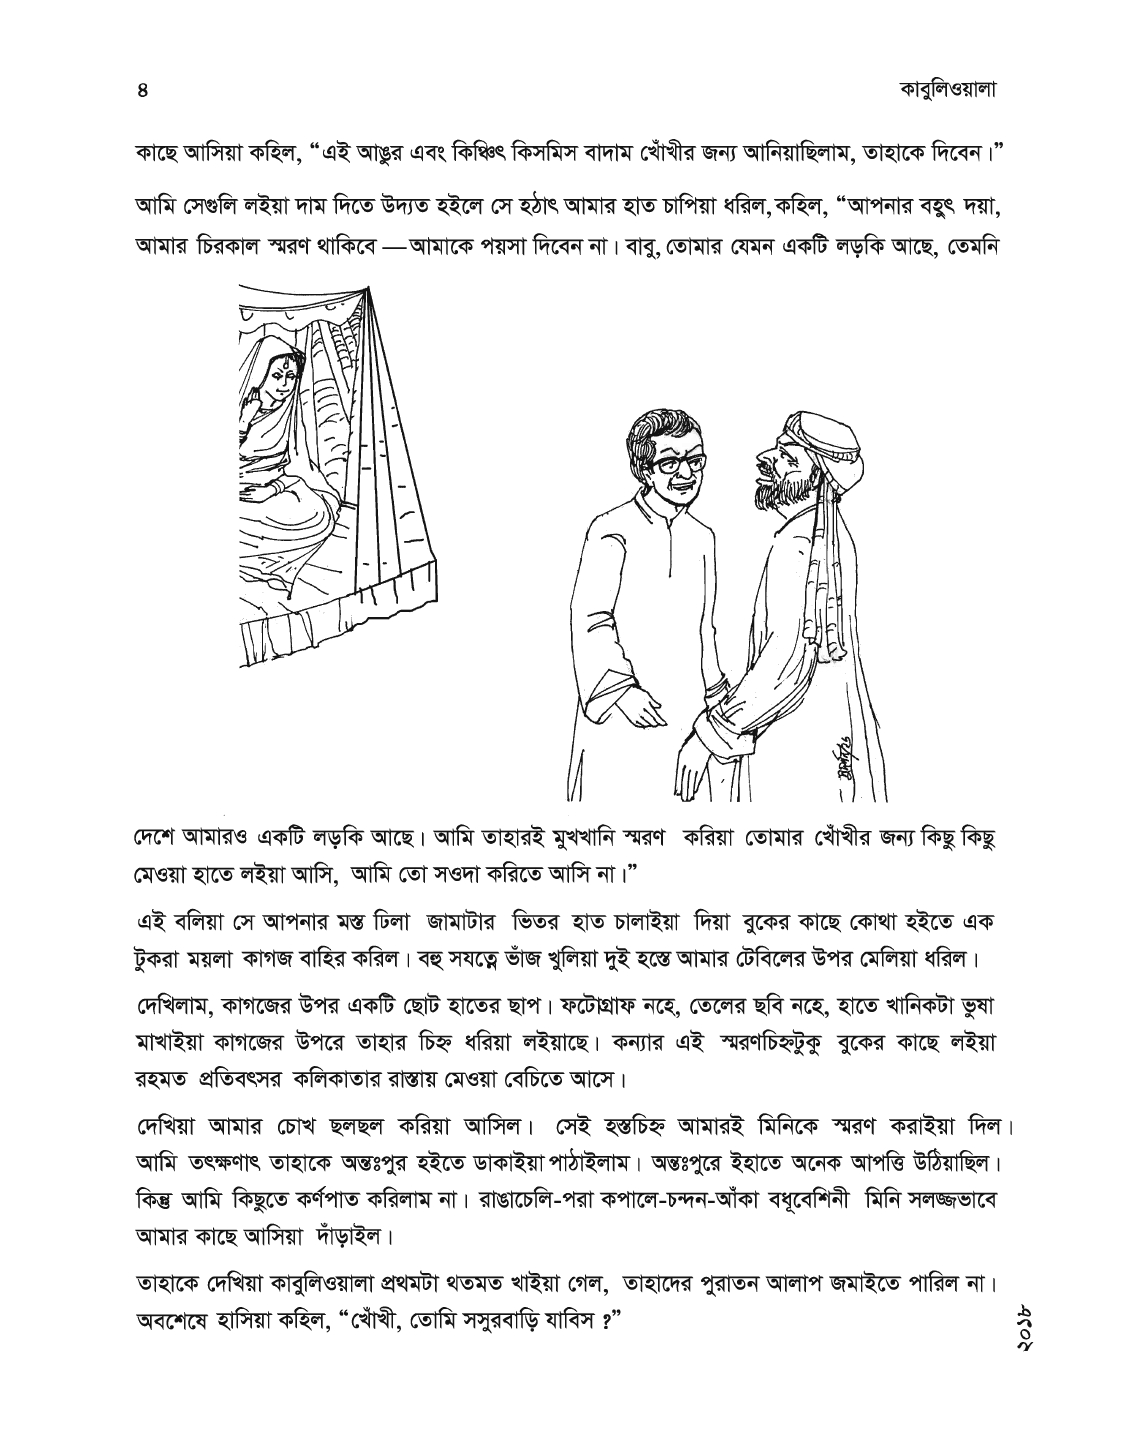 ৪
কাবুলিওয়ালা
কাছে আসিয়া কহিল, “এই আঙুর এবং কিঞ্চিৎ কিসমিস বাদাম খোঁখীর জন্য আনিয়াছিলাম, তাহাকে দিবেন।”
আমি সেগুলি লইয়া দাম দিতে উদ্যত হইলে সে হঠাৎ আমার হাত চাপিয়া ধরিল, কহিল, “আপনার বহুৎ দয়া,
আমার চিরকাল স্মরণ থাকিবে — আমাকে পয়সা দিবেন না। বাবু, তোমার যেমন একটি লড়কি আছে, তেমনি
দেশে আমারও একটি লড়কি আছে। আমি তাহারই মুখখানি স্মরণ করিয়া তোমার খোঁখীর জন্য কিছু কিছু
মেওয়া হাতে লইয়া আসি, আমি তো সওদা করিতে আসি না।”
এই বলিয়া সে আপনার মস্ত ঢিলা জামাটার ভিতর হাত চালাইয়া দিয়া বুকের কাছে কোথা হইতে এক
টুকরা ময়লা কাগজ বাহির করিল। বহু সযত্নে ভাঁজ খুলিয়া দুই হস্তে আমার টেবিলের উপর মেলিয়া ধরিল।
দেখিলাম, কাগজের উপর একটি ছোট হাতের ছাপ। ফটোগ্রাফ নহে, তেলের ছবি নহে, হাতে খানিকটা ভুষা
মাখাইয়া কাগজের উপরে তাহার চিহ্ন ধরিয়া লইয়াছে। কন্যার এই স্মরণচিহ্নটুকু বুকের কাছে লইয়া
রহমত প্রতিবৎসর কলিকাতার রাস্তায় মেওয়া বেচিতে আসে।
দেখিয়া আমার চোখ ছলছল করিয়া আসিল। সেই হস্তচিহ্ন আমারই মিনিকে স্মরণ করাইয়া দিল।
আমি তৎক্ষণাৎ তাহাকে অন্তঃপুর হইতে ডাকাইয়া পাঠাইলাম। অন্তঃপুরে ইহাতে অনেক আপত্তি উঠিয়াছিল।
কিন্তু আমি কিছুতে কর্ণপাত করিলাম না। রাঙাচেলি-পরা কপালে-চন্দন-আঁকা বধূবেশিনী মিনি সলজ্জভাবে
আমার কাছে আসিয়া দাঁড়াইল।
তাহাকে দেখিয়া কাবুলিওয়ালা প্রথমটা থতমত খাইয়া গেল, তাহাদের পুরাতন আলাপ জমাইতে পারিল না।
অবশেষে হাসিয়া কহিল, “খোঁখী, তোমি সসুরবাড়ি যাবিস ?”
২০১৮